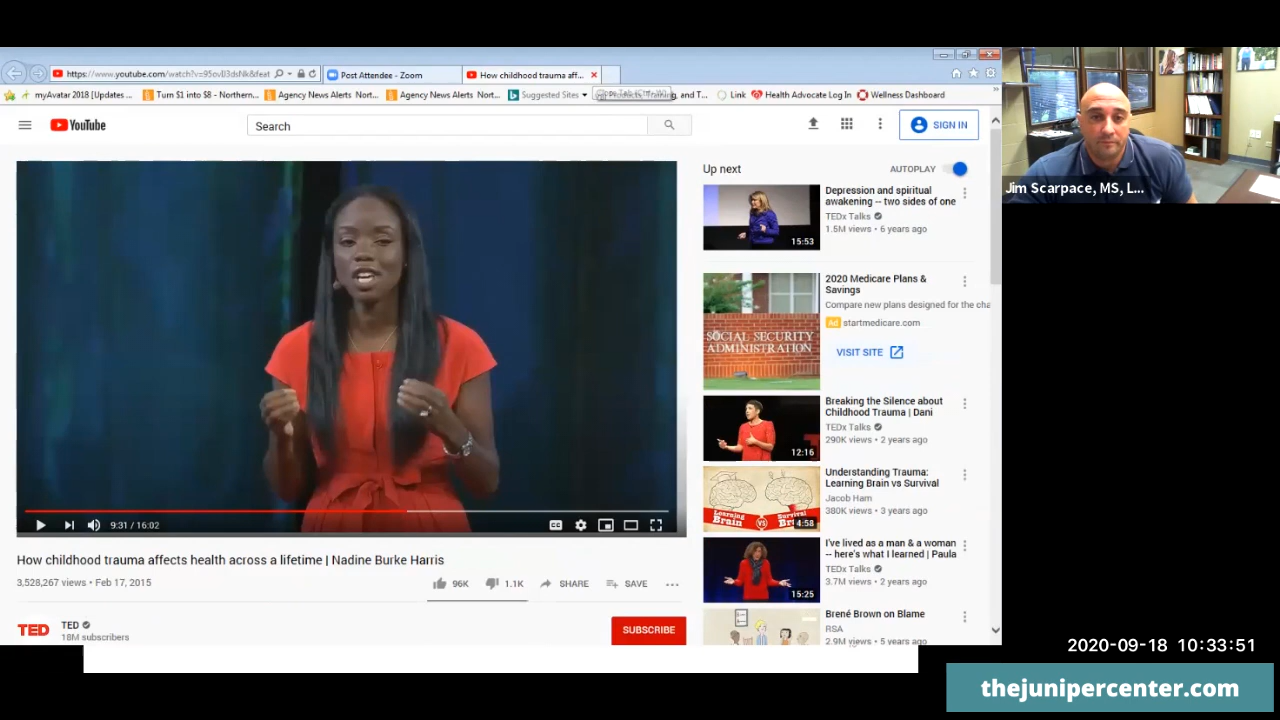 https://www.youtube.com/watch?v=95ovIJ3dsNk&feat
Post Attendee - Zoom
How childhood trauma aff...
myAvatar 2018 [Updates ...
Turn $1 into $8 - Northern...
Agency News Alerts Nort...
Agency News Alerts Nort...
Suggested Sites
Link
Health Advocate Log In
Wellness Dashboard
YouTube
Search
SIGN IN
Up next
AUTOPLAY
Depression and spiritual
awakening -- two sides of one
TEDx Talks
1.5M views • 6 years ago
15:53
2020 Medicare Plans &
Savings
Compare new plans designed for the cha
Ad startmedicare.com
VISIT SITE
SOCIAL SECURITY
ADMINISTRATION
Breaking the Silence about
Childhood Trauma | Dani
TEDx Talks
290K views • 2 years ago
12:16
Understanding Trauma:
Learning Brain vs Survival
Jacob Ham
380K views • 3 years ago
Learning
Brain
VS
4:58
I've lived as a man & a woman
-- here's what I learned | Paula
TEDx Talks
3.7M views • 2 years ago
15:25
Brené Brown on Blame
RSA
2.9M views • 5 years ago
9:31 / 16:02
How childhood trauma affects health across a lifetime | Nadine Burke Harris
3,528,267 views • Feb 17, 2015
96K
1.1K
SHARE
SAVE
TED
TED
18M subscribers
SUBSCRIBE
Jim Scarpace, MS, L...
2020-09-18 10:33:51
thejunipercenter.com